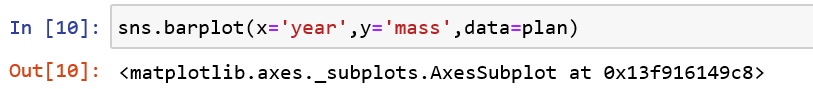 In [10]: sns.barplot(x='year',y='mass',data=plan)
Out[10]: <matplotlib.axes._subplots.AxesSubplot at 0x13f916149c8>